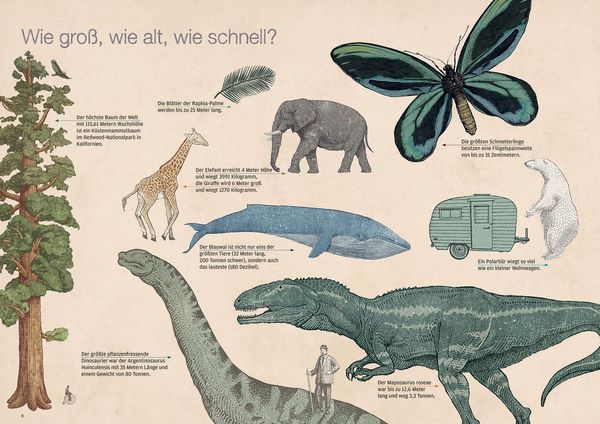 Wie groß, wie alt, wie schnell?
Die Blätter der Raphia-Palme
werden bis zu 25 Meter lang.
Der höchste Baum der Welt
mit 115,61 Metern Wuchshöhe
ist ein Küstenmammutbaum
im Redwood-Nationalpark in
Kalifornien.
Die größten Schmetterlinge
besitzen eine Flügelspannweite
von bis zu 31 Zentimetern.
Der Elefant erreicht 4 Meter Höhe
und wiegt 3991 Kilogramm,
die Giraffe wird 6 Meter groß
und wiegt 1270 Kilogramm.
Der Blauwal ist nicht nur eins der
größten Tiere (32 Meter lang,
200 Tonnen schwer), sondern auch
das lauteste (180 Dezibel).
Ein Polarbär wiegt so viel
wie ein kleiner Wohnwagen.
Der größte pflanzenfressende
Dinosaurier war der Argentinosaurus
Huinculensis mit 35 Metern Länge und
einem Gewicht von 80 Tonnen.
Der Mapusaurus roseae
war bis zu 12,6 Meter
lang und wog 3,3 Tonnen.